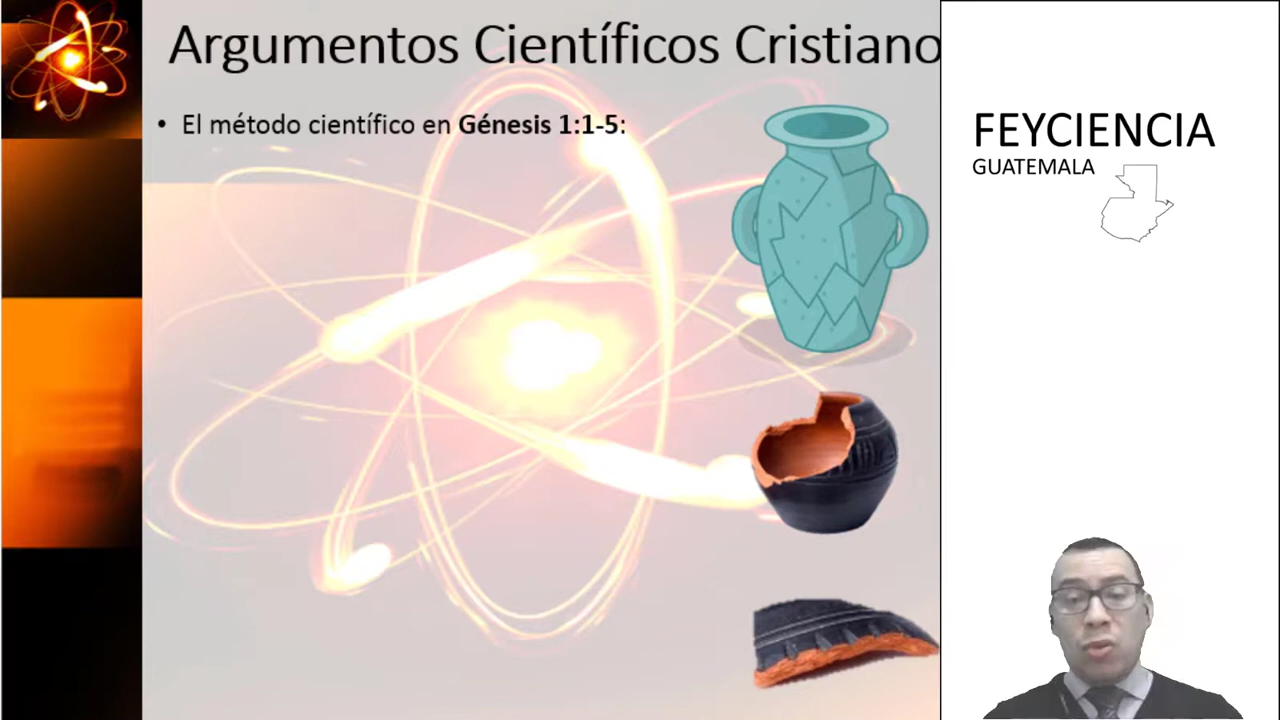 Argumentos Científicos Cristiano
• El método científico en Génesis 1:1-5:
FEYCIENCIA
GUATEMALA